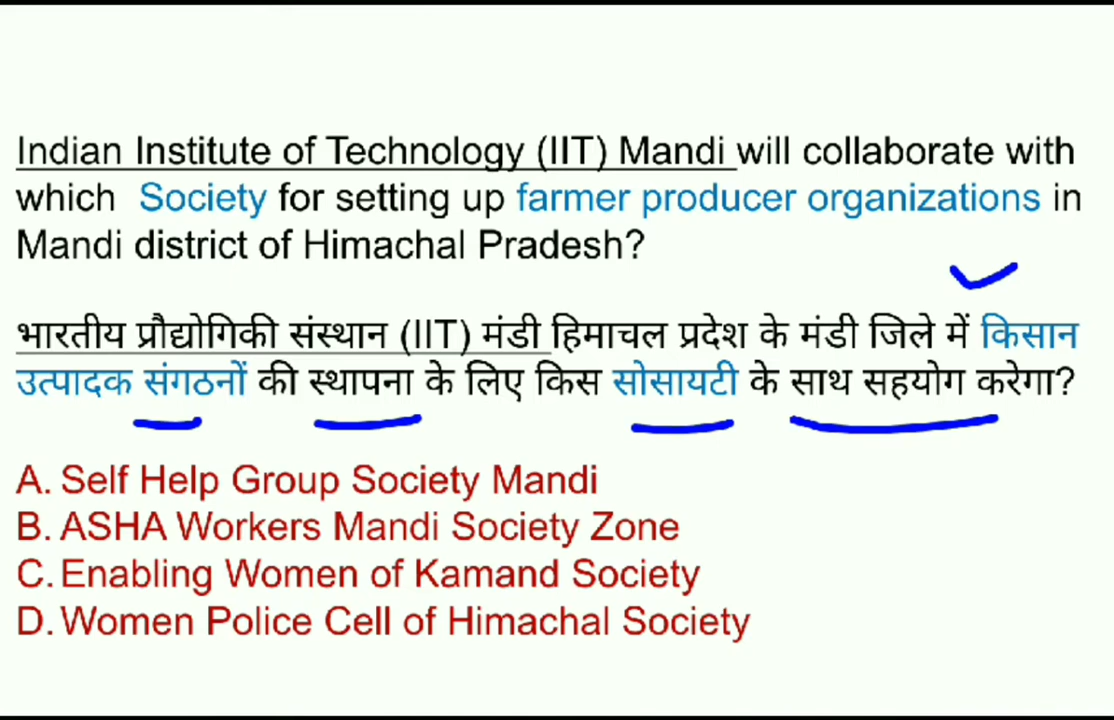 Indian Institute of Technology (IIT) Mandi will collaborate with
which Society for setting up farmer producer organizations in
Mandi district of Himachal Pradesh?
भारतीय प्रौद्योगिकी संस्थान (IIT) मंडी हिमाचल प्रदेश के मंडी जिले में किसान
उत्पादक संगठनों की स्थापना के लिए किस सोसायटी के साथ सहयोग करेगा?
A. Self Help Group Society Mandi
B. ASHA Workers Mandi Society Zone
C. Enabling Women of Kamand Society
D. Women Police Cell of Himachal Society